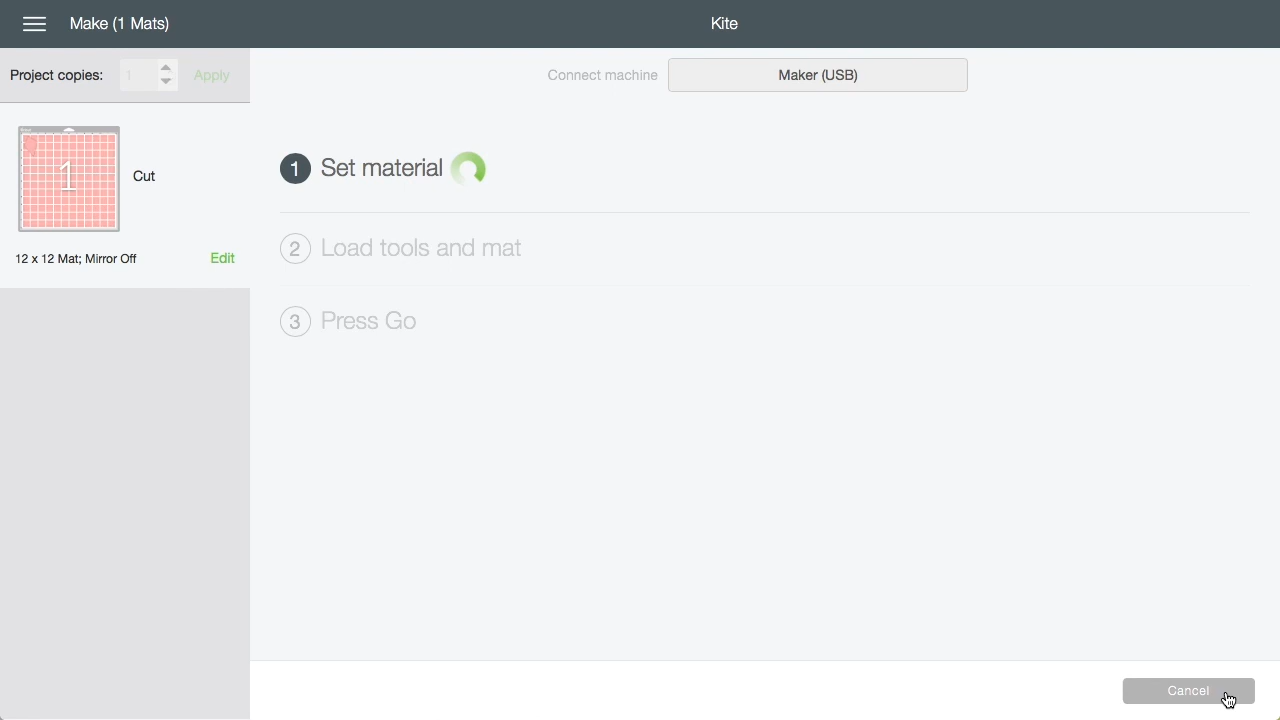 Make (1 Mats)
Kite
Project copies:
1
Apply
Connect machine
Maker (USB)
1
Cut
12 x 12 Mat; Mirror Off
Edit
1 Set material
2 Load tools and mat
3 Press Go
Cancel